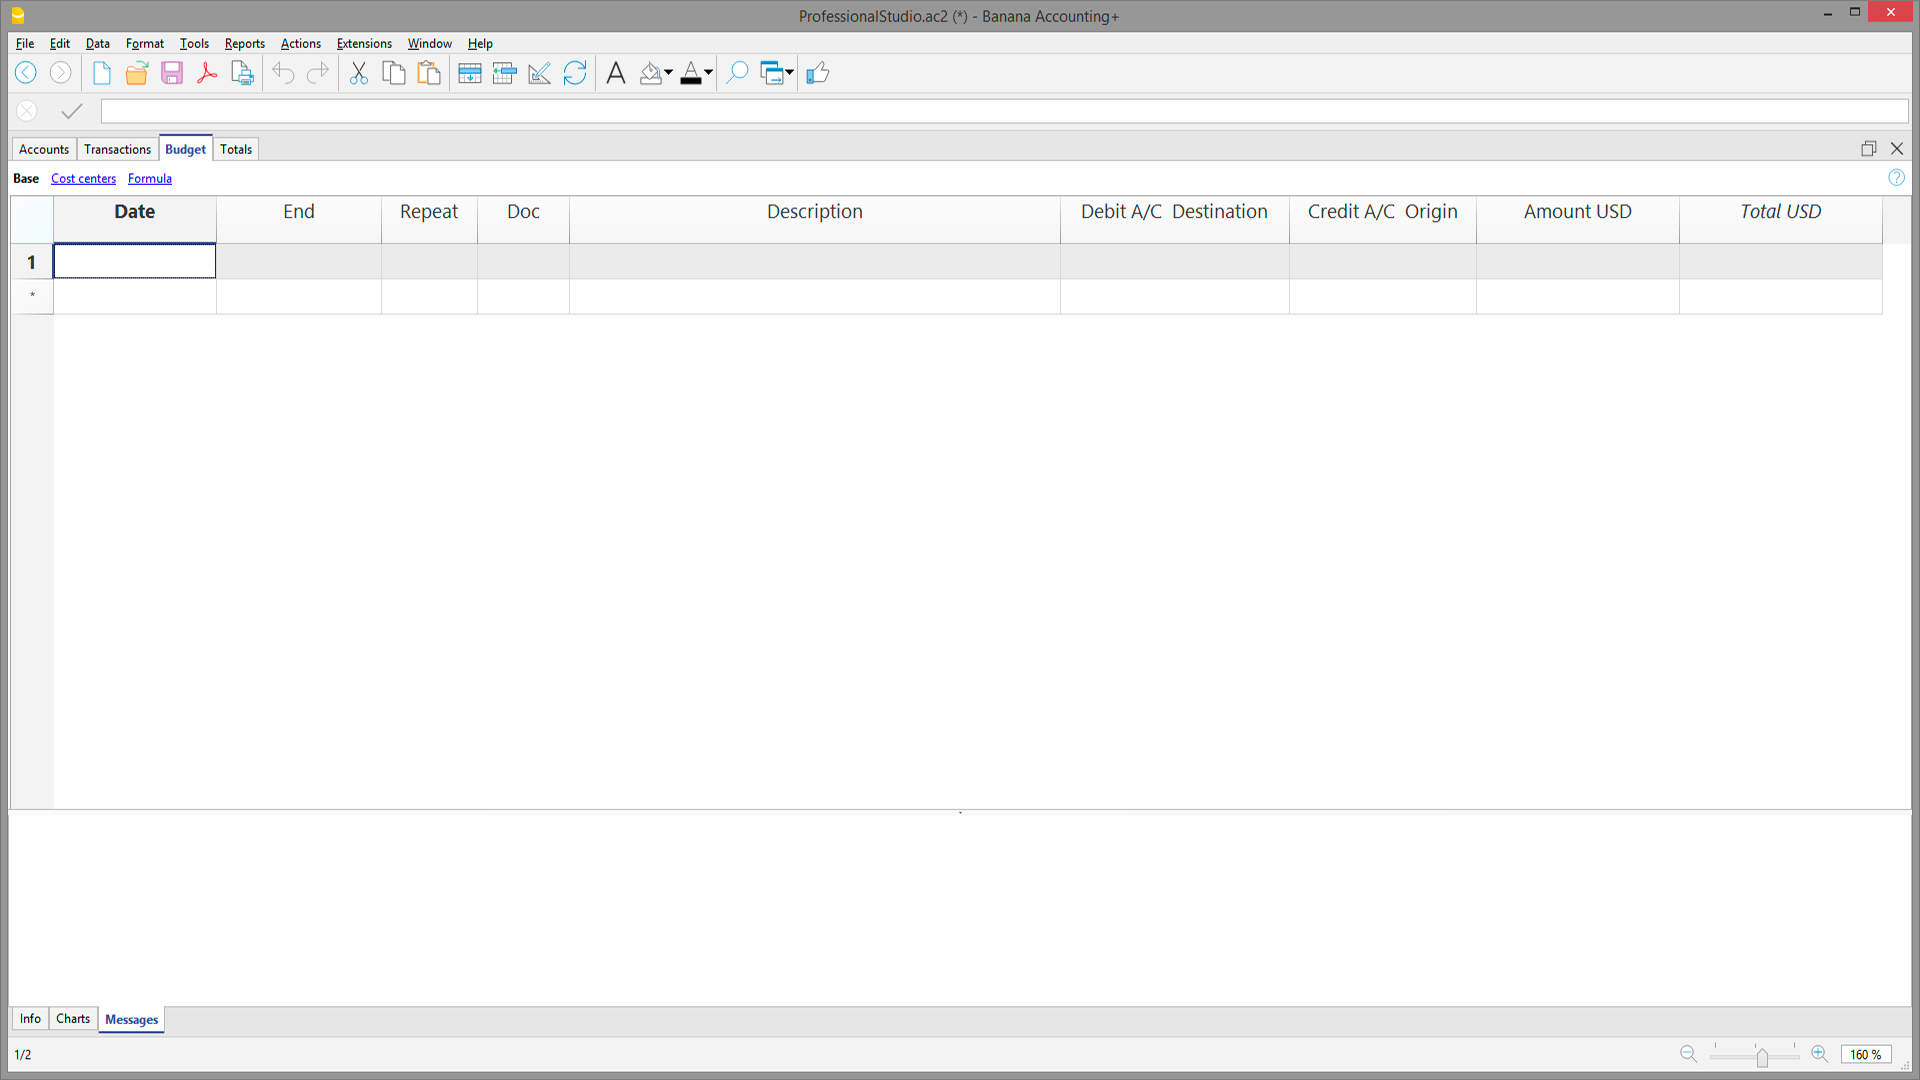 ProfessionalStudio.ac2 (*) - Banana Accounting+
File Edit Data Format Tools Reports Actions Extensions Window Help
Accounts Transactions Budget Totals
Base Cost centers Formula
Date End Repeat Doc Description Debit A/C Destination Credit A/C Origin Amount USD Total USD
1
*
Info Charts Messages
1/2 160 %